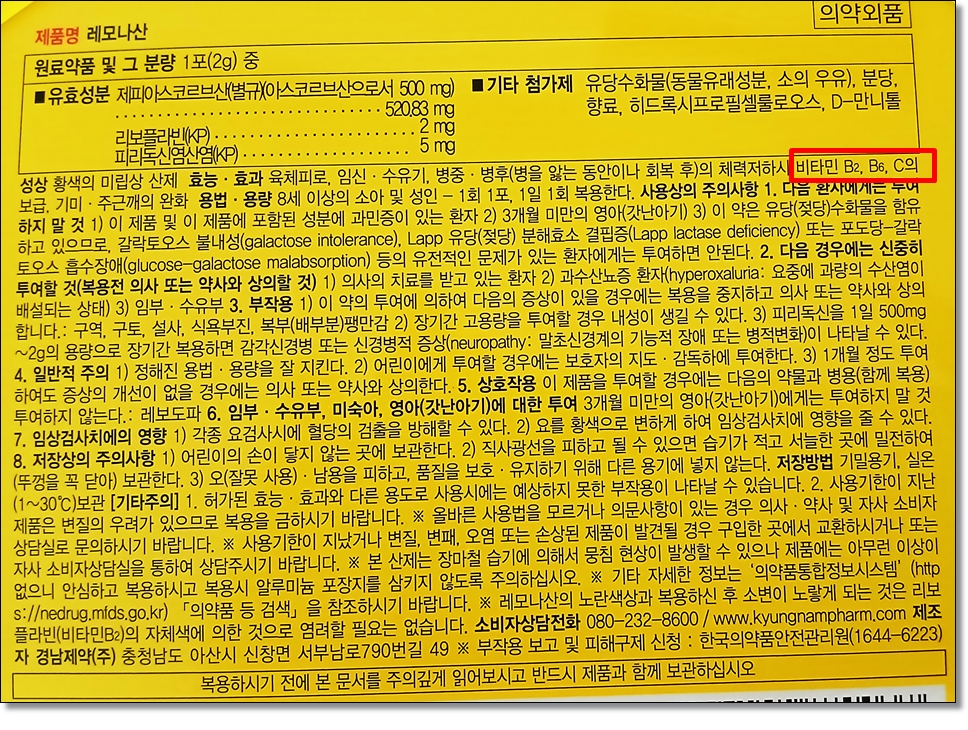 의약외품
제품명 레모나산
원료약품 및 그 분량 1포(2g) 중
■유효성분 제피아스코르브산(별규)(아스코르브산으로서 500 mg)
520.83 mg
리보플라빈(KP) 2 mg
피리독신염산염(KP) 5 mg
■기타 첨가제 유당수화물(동물유래성분, 소의 우유), 분당,
향료, 히드록시프로필셀룰로오스, D-만니톨
성상 황색의 미립상 산제 효능·효과 육체피로, 임신·수유기, 병중·병후(병을 앓는 동안이나 회복 후)의 체력저하시 비타민 B₂, B₆, C의
보급, 기미·주근깨의 완화 용법·용량 8세 이상의 소아 및 성인 – 1회 1포, 1일 1회 복용한다. 사용상의 주의사항 1. 다음 환자에게는 투여
하지 말 것 1) 이 제품 및 이 제품에 포함된 성분에 과민증이 있는 환자 2) 3개월 미만의 영아(갓난아기) 3) 이 약은 유당(젖당)수화물을 함유
하고 있으므로, 갈락토오스 불내성(galactose intolerance), Lapp 유당(젖당) 분해효소 결핍증(Lapp lactase deficiency) 또는 포도당-갈락
토오스 흡수장애(glucose-galactose malabsorption) 등의 유전적인 문제가 있는 환자에게는 투여하면 안된다. 2. 다음 경우에는 신중히
투여할 것(복용전 의사 또는 약사와 상의할 것) 1) 의사의 치료를 받고 있는 환자 2) 과수산뇨증 환자(hyperoxaluria: 요중에 과량의 수산염이
배설되는 상태) 3) 임부·수유부 3. 부작용 1) 이 약의 투여에 의하여 다음의 증상이 있을 경우에는 복용을 중지하고 의사 또는 약사와 상의
합니다.: 구역, 구토, 설사, 식욕부진, 복부(배부분)팽만감 2) 장기간 고용량을 투여할 경우 내성이 생길 수 있다. 3) 피리독신을 1일 500mg
~2g의 용량으로 장기간 복용하면 감각신경병 또는 신경병적 증상(neuropathy: 말초신경계의 기능적 장애 또는 병적변화)이 나타날 수 있다.
4. 일반적 주의 1) 정해진 용법·용량을 잘 지킨다. 2) 어린이에게 투여할 경우에는 보호자의 지도·감독하에 투여한다. 3) 1개월 정도 투여
하여도 증상의 개선이 없을 경우에는 의사 또는 약사와 상의한다. 5. 상호작용 이 제품을 투여할 경우에는 다음의 약물과 병용(함께 복용)
투여하지 않는다.: 레보도파 6. 임부·수유부, 미숙아, 영아(갓난아기)에 대한 투여 3개월 미만의 영아(갓난아기)에게는 투여하지 말 것
7. 임상검사치에의 영향 1) 각종 요검사시에 혈당의 검출을 방해할 수 있다. 2) 요를 황색으로 변하게 하여 임상검사치에 영향을 줄 수 있다.
8. 저장상의 주의사항 1) 어린이의 손이 닿지 않는 곳에 보관한다. 2) 직사광선을 피하고 될 수 있으면 습기가 적고 서늘한 곳에 밀전하여
(뚜껑을 꼭 닫아) 보관한다. 3) 오(잘못 사용)·남용을 피하고, 품질을 보호·유지하기 위해 다른 용기에 넣지 않는다. 저장방법 기밀용기, 실온
(1~30℃)보관 [기타주의] 1. 허가된 효능·효과와 다른 용도로 사용시에는 예상하지 못한 부작용이 나타날 수 있습니다. 2. 사용기한이 지난
제품은 변질의 우려가 있으므로 복용을 금하시기 바랍니다. ※ 올바른 사용법을 모르거나 의문사항이 있는 경우 의사·약사 및 자사 소비자
상담실로 문의하시기 바랍니다. ※ 사용기한이 지났거나 변질, 변패, 오염 또는 손상된 제품이 발견될 경우 구입한 곳에서 교환하시거나 또는
자사 소비자상담실을 통하여 상담주시기 바랍니다. ※ 본 산제는 장마철 습기에 의해서 뭉침 현상이 발생할 수 있으나 제품에는 아무런 이상이
없으니 안심하고 복용하시고 복용시 알루미늄 포장지를 삼키지 않도록 주의하십시오. ※ 기타 자세한 정보는 '의약품통합정보시스템' (http
s://nedrug.mfds.go.kr) 「의약품 등 검색」을 참조하시기 바랍니다. ※ 레모나산의 노란색상과 복용하신 후 소변이 노랗게 되는 것은 리보
플라빈(비타민B₂)의 자체색에 의한 것으로 염려할 필요는 없습니다. 소비자상담전화 080-232-8600 / www.kyungnampharm.com 제조
자 경남제약(주) 충청남도 아산시 신창면 서부남로790번길 49 ※ 부작용 보고 및 피해구제 신청 : 한국의약품안전관리원(1644-6223)
복용하시기 전에 본 문서를 주의깊게 읽어보시고 반드시 제품과 함께 보관하십시오